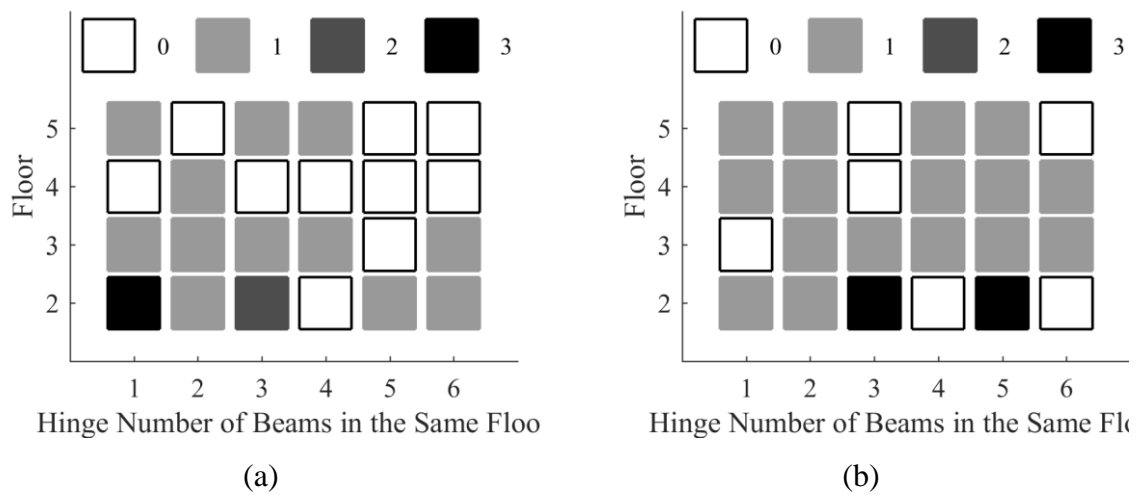 0 1 2 3
5
4
3
2
Floor
1 2 3 4 5 6
Hinge Number of Beams in the Same Floo
(a)
0 1 2 3
5
4
3
2
Floor
1 2 3 4 5 6
Hinge Number of Beams in the Same Flo
(b)